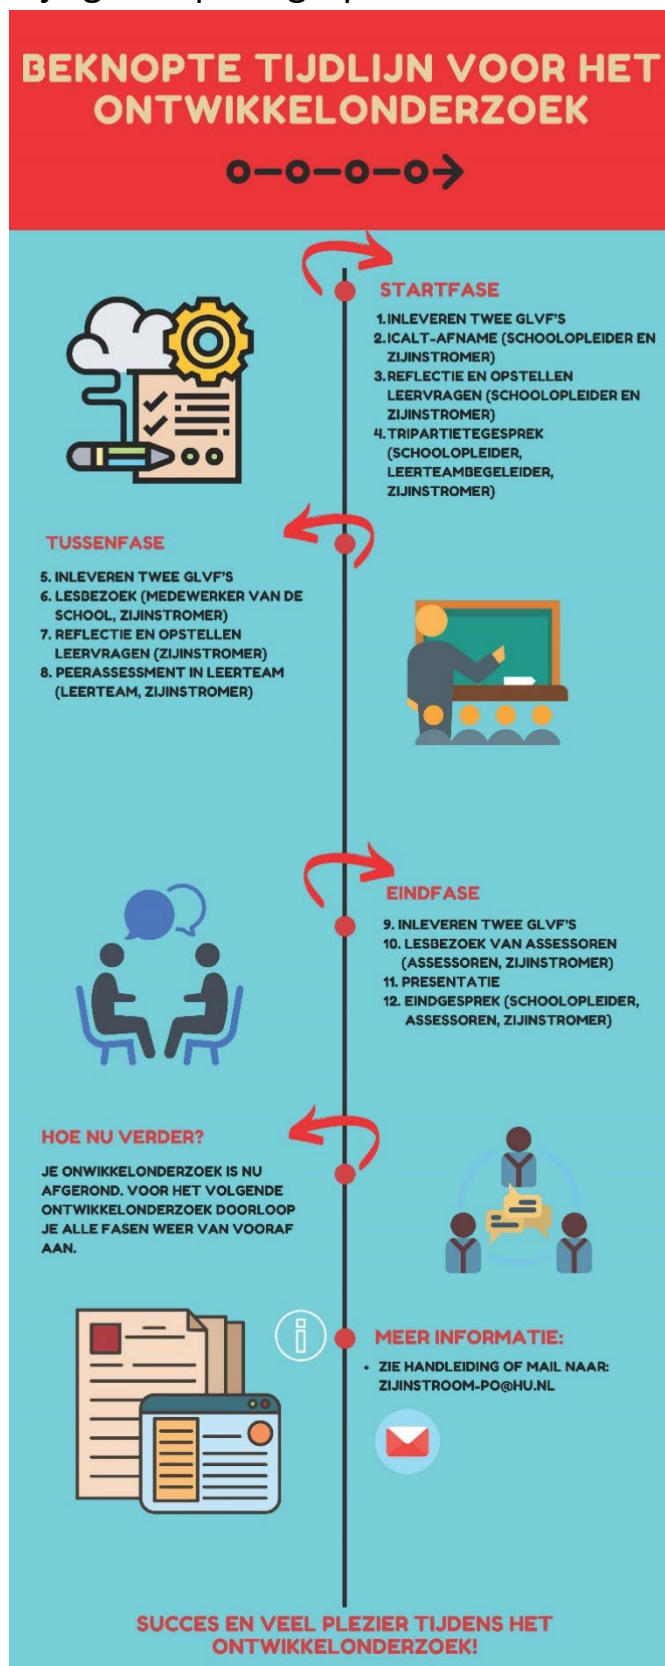 BEKNOPTE TIJDLIJN VOOR HET
ONTWIKKELONDERZOEK
STARTFASE
1. INLEVEREN TWEE GLVF'S
2. ICALT-AFNAME (SCHOOLOPLEIDER EN
ZIJINSTROMER)
3. REFLECTIE EN OPSTELLEN
LEERVRAGEN (SCHOOLOPLEIDER EN
ZIJINSTROMER)
4. TRIPARTIETEGESPREK
(SCHOOLOPLEIDER,
LEERTEAMBEGELEIDER,
ZIJINSTROMER)
TUSSENFASE
5. INLEVEREN TWEE GLVF'S
6. LESBEZOEK (MEDEWERKER VAN DE
SCHOOL, ZIJINSTROMER)
7. REFLECTIE EN OPSTELLEN
LEERVRAGEN (ZIJINSTROMER)
8. PEERASSESSMENT IN LEERTEAM
(LEERTEAM, ZIJINSTROMER)
EINDFASE
9. INLEVEREN TWEE GLVF'S
10. LESBEZOEK VAN ASSESSOREN
(ASSESSOREN, ZIJINSTROMER)
11. PRESENTATIE
12. EINDGESPREK (SCHOOLOPLEIDER,
ASSESSOREN, ZIJINSTROMER)
HOE NU VERDER?
JE ONWIKKELONDERZOEK IS NU
AFGEROND. VOOR HET VOLGENDE
ONTWIKKELONDERZOEK DOORLOOP
JE ALLE FASEN WEER VAN VOORAF
AAN.
MEER INFORMATIE:
• ZIE HANDLEIDING OF MAIL NAAR:
ZIJINSTROOM-PO@HU.NL
SUCCES EN VEEL PLEZIER TIJDENS HET
ONTWIKKELONDERZOEK!